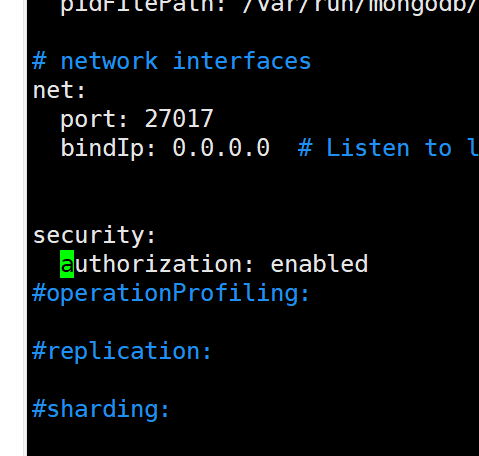 pidFilePath: /var/run/mongodb/
# network interfaces
net:
  port: 27017
  bindIp: 0.0.0.0  # Listen to l
security:
  authorization: enabled
#operationProfiling:
#replication:
#sharding: